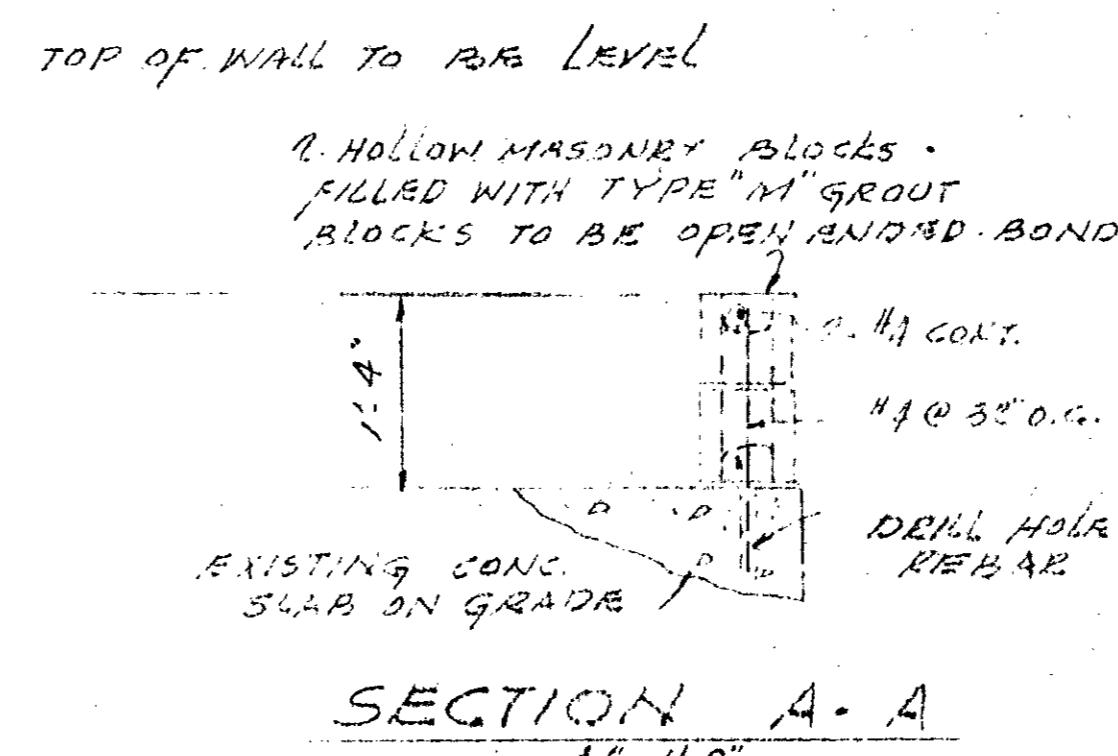 TOP OF WALL TO BE LEVEL
2. HOLLOW MASONRY BLOCKS.
FILLED WITH TYPE "M" GROUT
BLOCKS TO BE OPEN ENDED. BOND
2. #4 CONT.
1'-4"
#4 @ 32" O.C.
DRILL HOLE
REBAR
EXISTING CONC.
SLAB ON GRADE
SECTION A-A